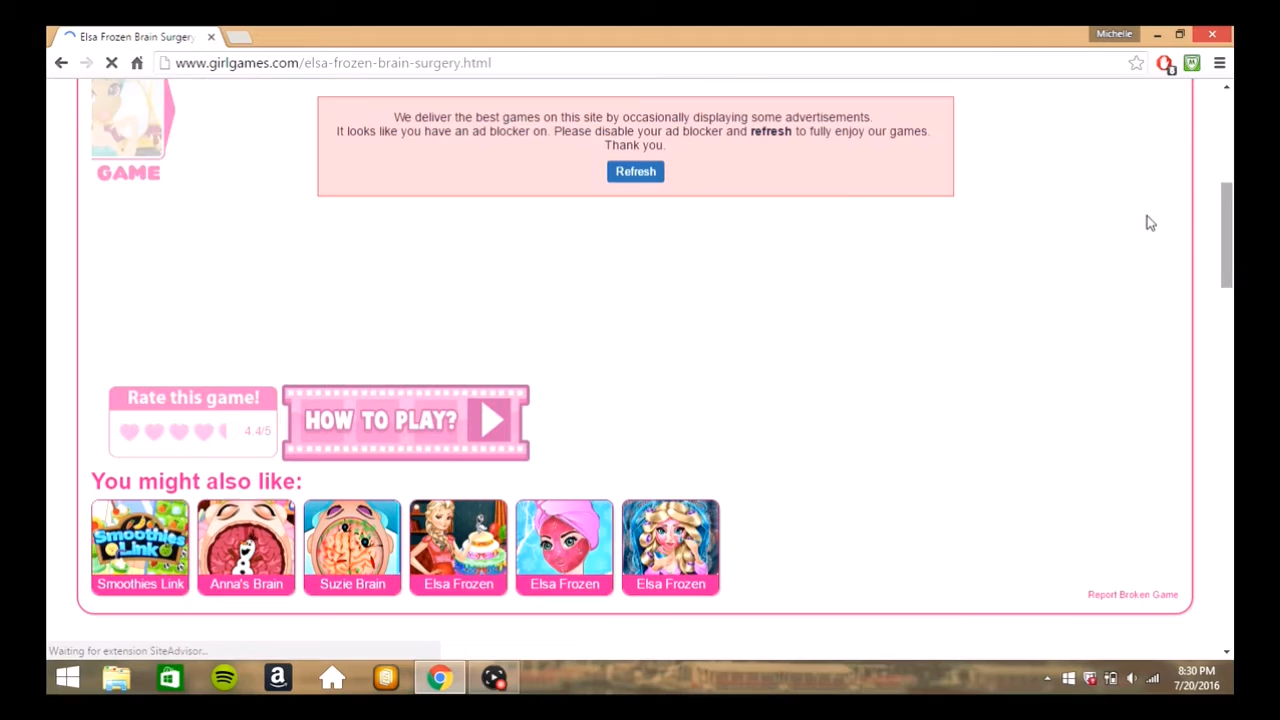 Elsa Frozen Brain Surgery
Michelle
www.girlgames.com/elsa-frozen-brain-surgery.html
We deliver the best games on this site by occasionally displaying some advertisements.
It looks like you have an ad blocker on. Please disable your ad blocker and refresh to fully enjoy our games.
Thank you.
Refresh
GAME
Rate this game!
4.4/5
HOW TO PLAY?
You might also like:
Smoothies Link
Smoothies Link
Anna's Brain
Suzie Brain
Elsa Frozen
Elsa Frozen
Elsa Frozen
Report Broken Game
Waiting for extension SiteAdvisor...
8:30 PM
7/20/2016